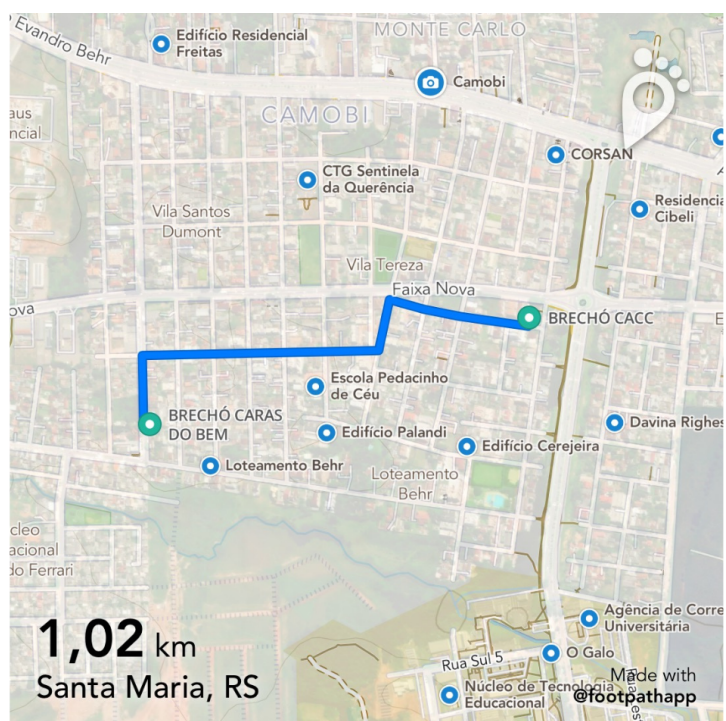 Evandro Behr
Edifício Residencial
Freitas
MONTE CARLO
Camobi
CAMOBI
aus
ncial
CORSAN
CTG Sentinela
da Querência
Residencia
Cibeli
Vila Santos
Dumont
Vila Tereza
ova
Faixa Nova
BRECHÓ CACC
E
Escola Pedacinho
de Céu
BRECHÓ CARAS
DO BEM
Edifício Palandi
Edifício Cerejeira
Davina Righes
Loteamento Behr
Loteamento
Behr
cleo
acional
do Ferrari
1,02 km
Santa Maria, RS
Agência de Corre
Universitária
Rua Sul 5
O Galo
Núcleo de Tecnologia
Educacional
Made with
@footpathapp